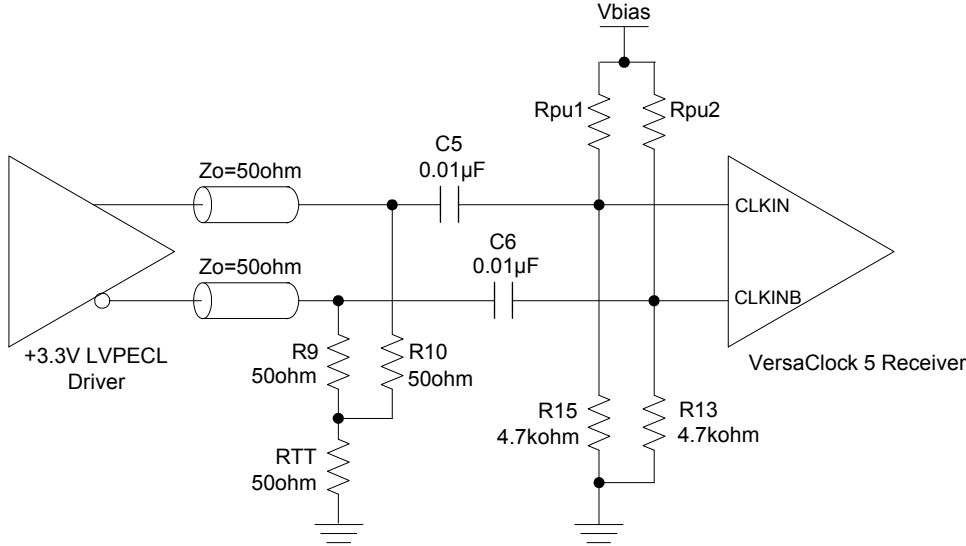 Vbias
Rpu1
Rpu2
C5
0.01µF
Zo=50ohm
CLKIN
C6
0.01µF
Zo=50ohm
CLKINB
+3.3V LVPECL
Driver
R9
50ohm
R10
50ohm
VersaClock 5 Receiver
R15
4.7kohm
R13
4.7kohm
RTT
50ohm